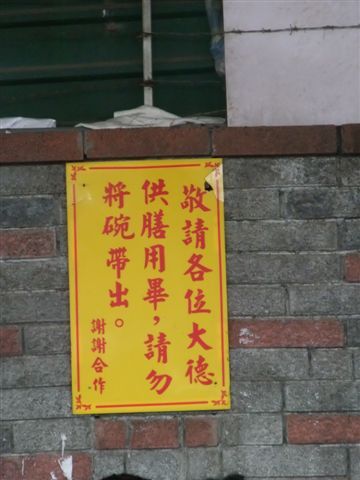 敬請各位大德
供膳用畢，請勿
將碗帶出。
謝謝合作